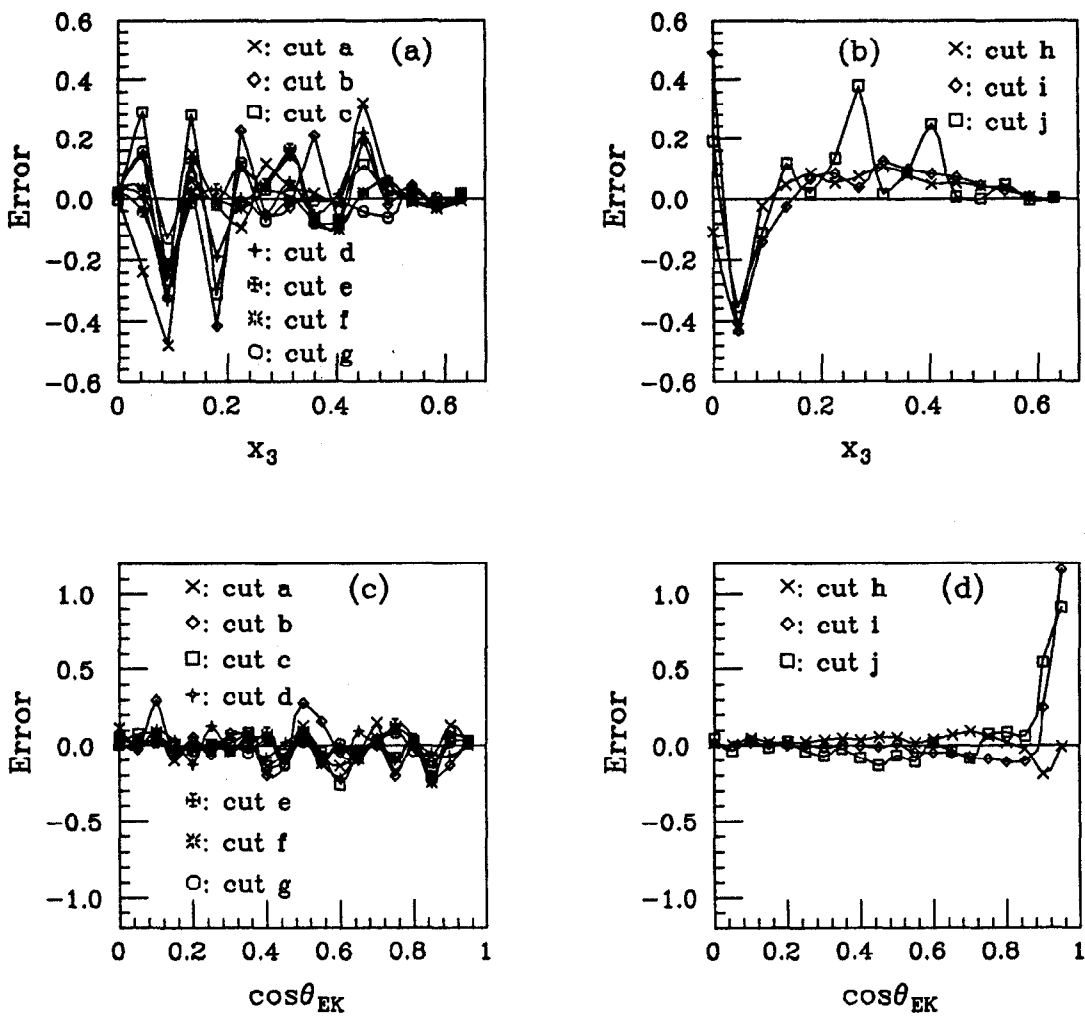 0.6
0.4
0.2
0.0
−0.2
−0.4
−0.6
Error
×: cut a
◇: cut b
□: cut c
(a)
+: cut d
cut e
cut f
○: cut g
0 0.2 0.4 0.6
x₃
0.6
0.4
0.2
0.0
−0.2
−0.4
−0.6
Error
(b)
×: cut h
◇: cut i
□: cut j
0 0.2 0.4 0.6
x₃
1.0
0.5
0.0
−0.5
−1.0
Error
×: cut a
◇: cut b
□: cut c
+: cut d
(c)
cut e
cut f
○: cut g
0 0.2 0.4 0.6 0.8 1
cosθEK
1.0
0.5
0.0
−0.5
−1.0
Error
×: cut h
◇: cut i
□: cut j
(d)
0 0.2 0.4 0.6 0.8 1
cosθEK